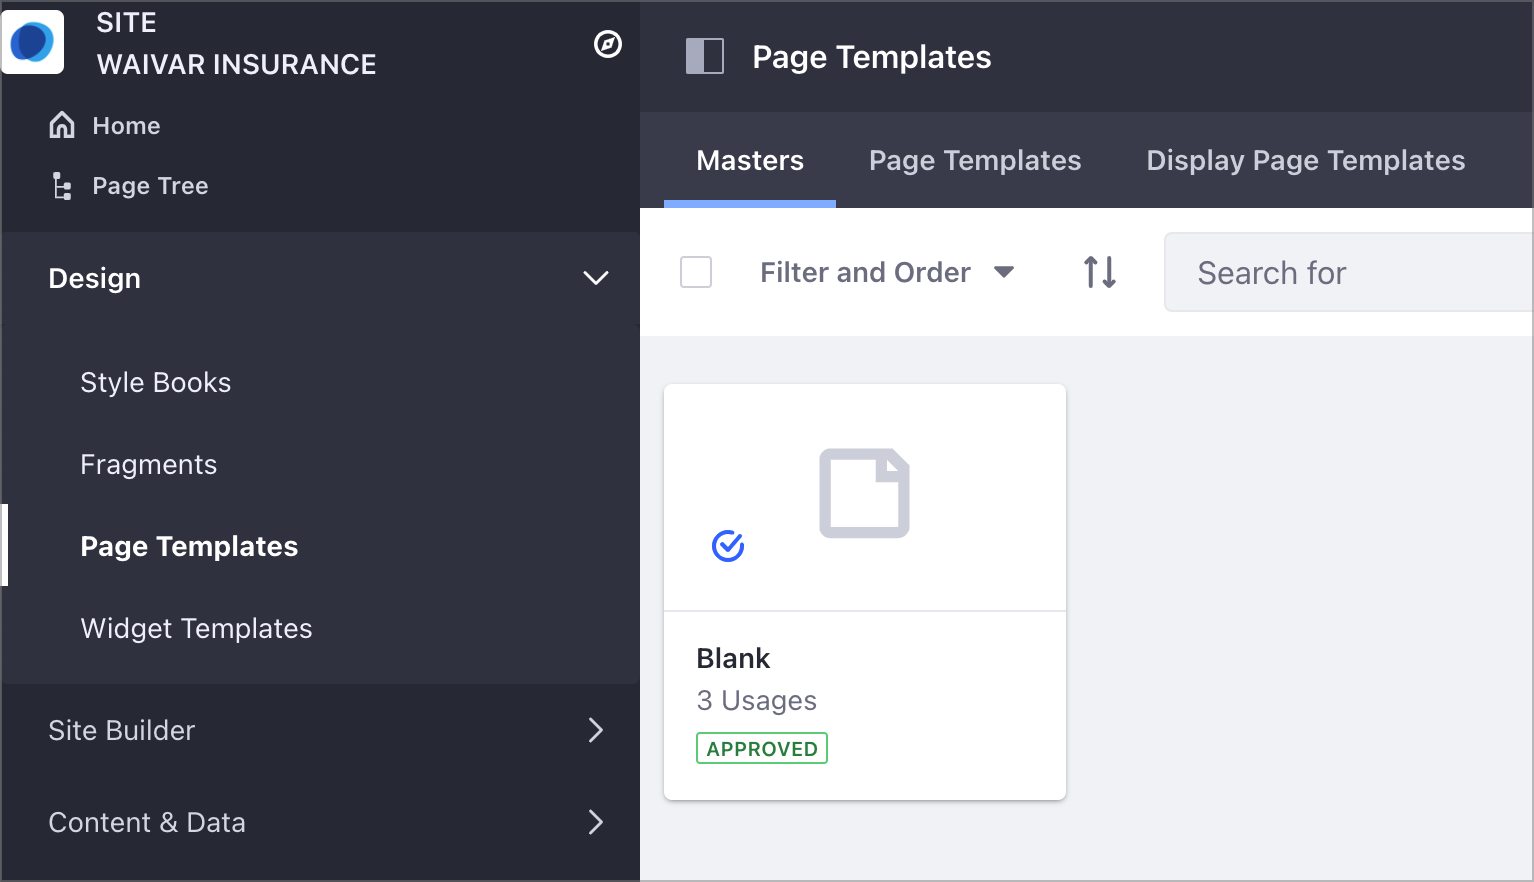 SITE
WAIVAR INSURANCE
Home
Page Tree
Design
Style Books
Fragments
Page Templates
Widget Templates
Site Builder
Content & Data
Page Templates
Masters
Page Templates
Display Page Templates
Filter and Order
Search for
Blank
3 Usages
APPROVED